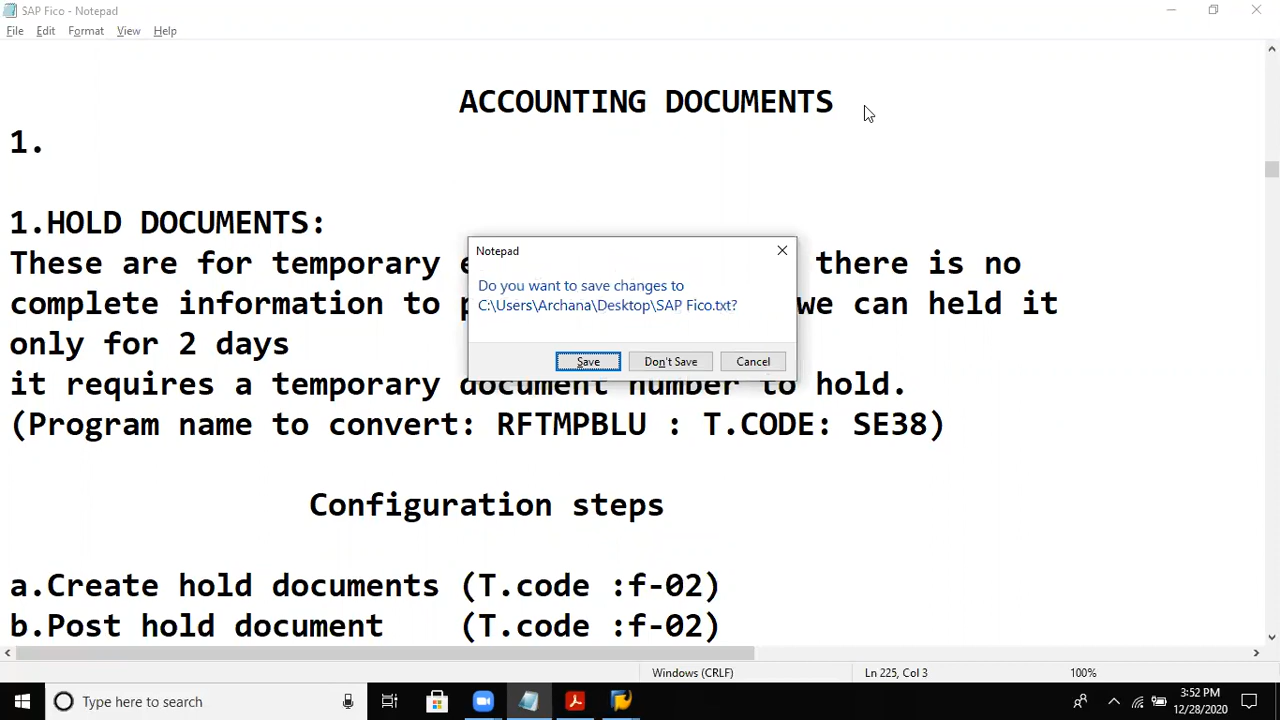 SAP Fico - Notepad
File Edit Format View Help
ACCOUNTING DOCUMENTS
1.
1.HOLD DOCUMENTS:
These are for temporary e there is no
complete information to p we can held it
only for 2 days
it requires a temporary document number to hold.
(Program name to convert: RFTMPBLU : T.CODE: SE38)
Configuration steps
a.Create hold documents (T.code :f-02)
b.Post hold document (T.code :f-02)
Notepad
Do you want to save changes to
C:\Users\Archana\Desktop\SAP Fico.txt?
Save Don't Save Cancel
Windows (CRLF) Ln 225, Col 3 100%
Type here to search
3:52 PM
12/28/2020